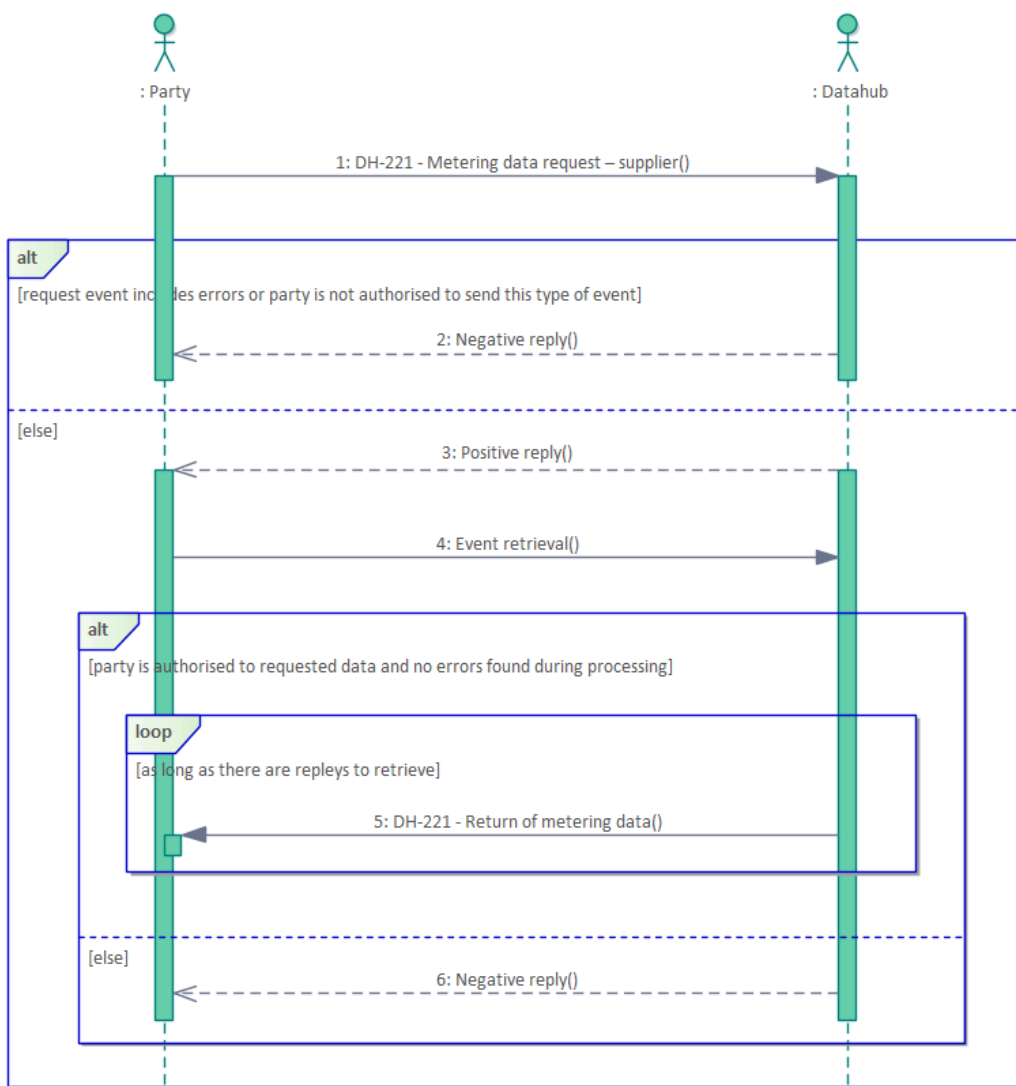 : Party
: Datahub
1: DH-221 - Metering data request – supplier()
alt
[request event includes errors or party is not authorised to send this type of event]
2: Negative reply()
[else]
3: Positive reply()
4: Event retrieval()
alt
[party is authorised to requested data and no errors found during processing]
loop
[as long as there are repleys to retrieve]
5: DH-221 - Return of metering data()
[else]
6: Negative reply()